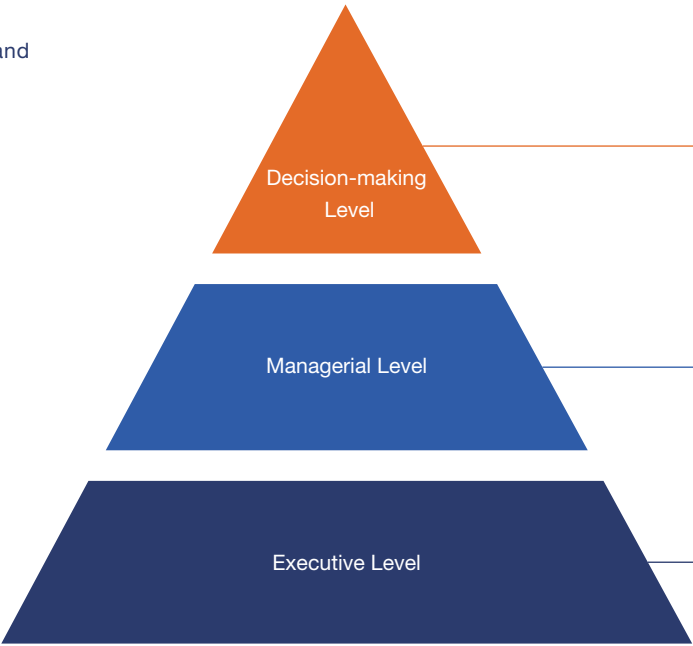 and
Decision-making
Level
Managerial Level
Executive Level